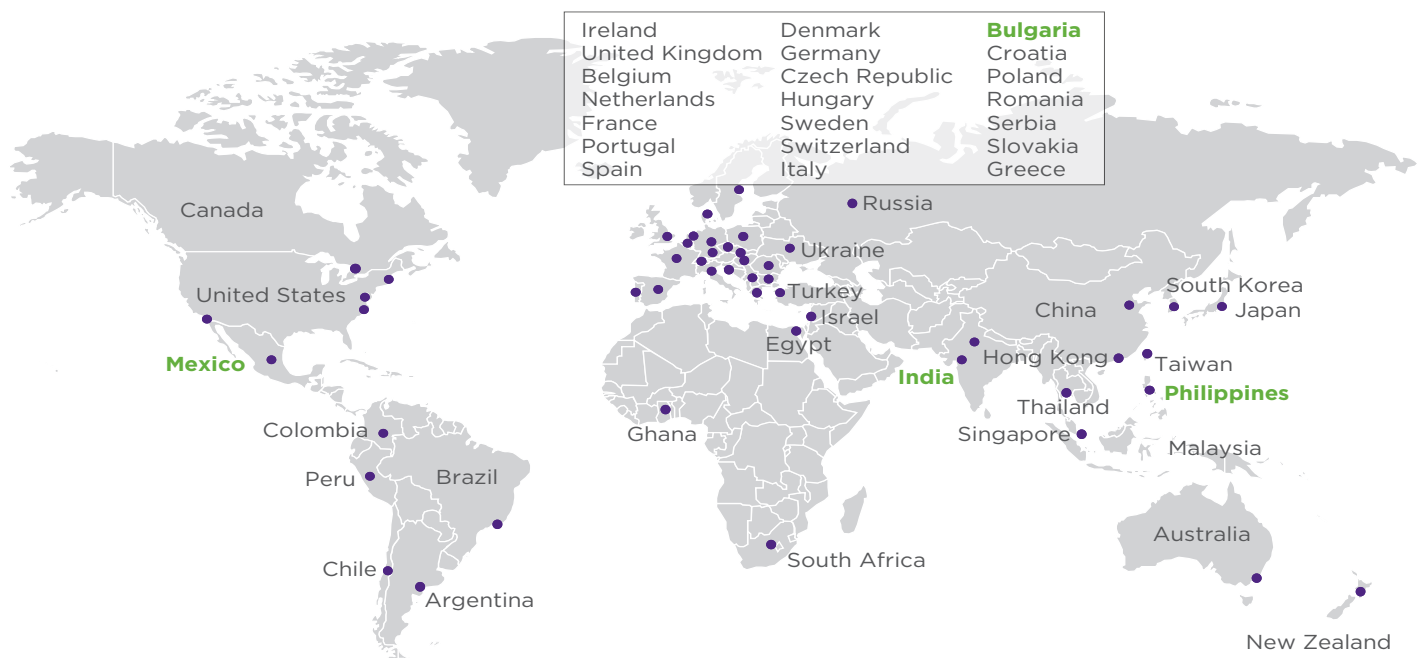 Ireland
United Kingdom
Belgium
Netherlands
France
Portugal
Spain
Denmark
Germany
Czech Republic
Hungary
Sweden
Switzerland
Italy
Bulgaria
Croatia
Poland
Romania
Serbia
Slovakia
Greece
Canada
United States
Mexico
Colombia
Peru
Brazil
Chile
Argentina
Russia
Ukraine
Turkey
Israel
Egypt
Ghana
South Africa
India
China
South Korea
Japan
Hong Kong
Taiwan
Philippines
Thailand
Singapore
Malaysia
Australia
New Zealand